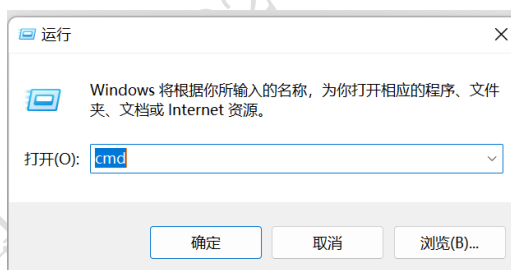 运行
Windows 将根据你所输入的名称，为你打开相应的程序、文件
夹、文档或 Internet 资源。
打开(O): cmd
确定 取消 浏览(B)...